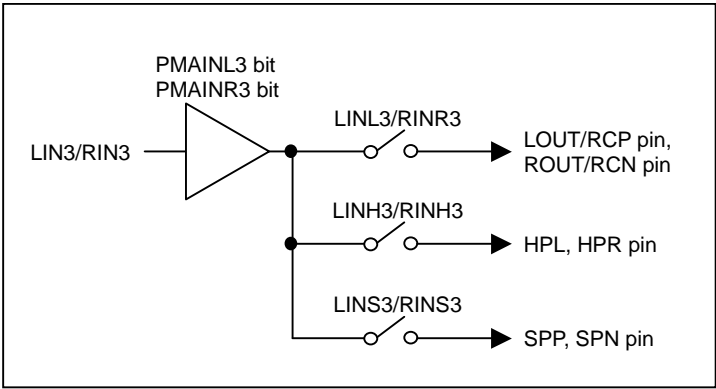 PMAINL3 bit
PMAINR3 bit
LIN3/RIN3
LINL3/RINR3
LOUT/RCP pin,
ROUT/RCN pin
LINH3/RINH3
HPL, HPR pin
LINS3/RINS3
SPP, SPN pin